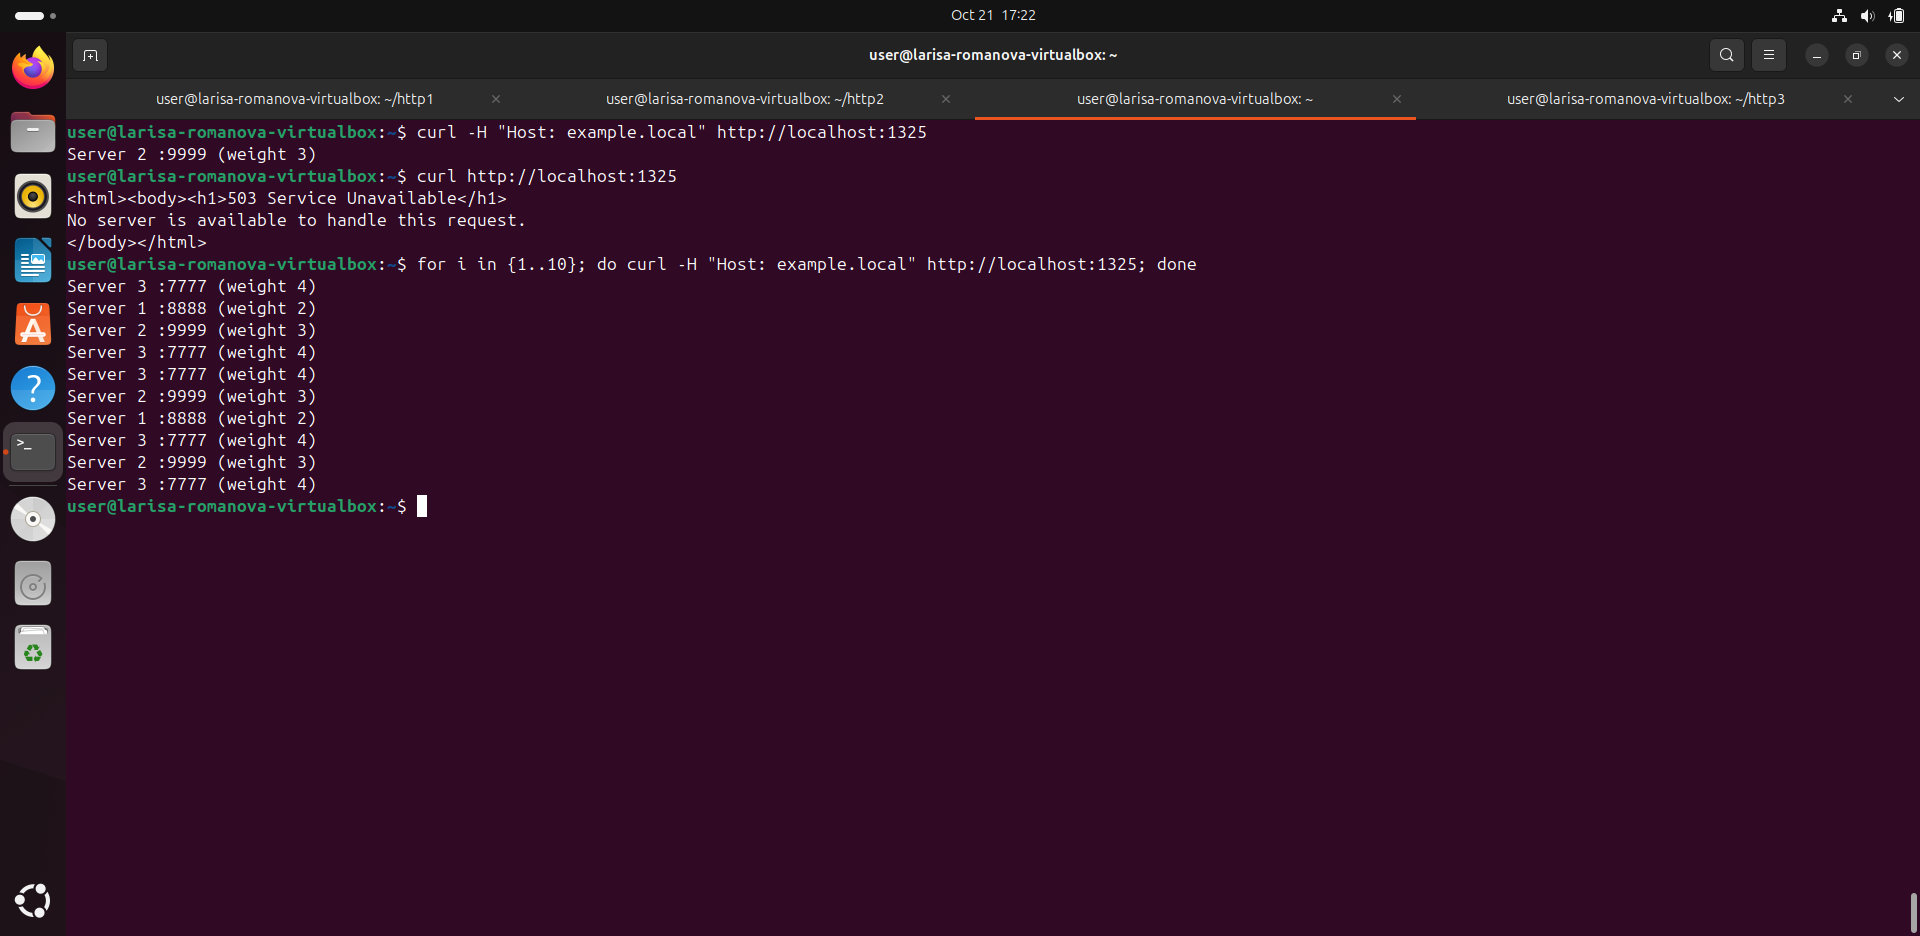 Oct 21 17:22
user@larisa-romanova-virtualbox: ~
user@larisa-romanova-virtualbox: ~/http1
user@larisa-romanova-virtualbox: ~/http2
user@larisa-romanova-virtualbox: ~
user@larisa-romanova-virtualbox: ~/http3
user@larisa-romanova-virtualbox:~$ curl -H "Host: example.local" http://localhost:1325
Server 2 :9999 (weight 3)
user@larisa-romanova-virtualbox:~$ curl http://localhost:1325
<html><body><h1>503 Service Unavailable</h1>
No server is available to handle this request.
</body></html>
user@larisa-romanova-virtualbox:~$ for i in {1..10}; do curl -H "Host: example.local" http://localhost:1325; done
Server 3 :7777 (weight 4)
Server 1 :8888 (weight 2)
Server 2 :9999 (weight 3)
Server 3 :7777 (weight 4)
Server 3 :7777 (weight 4)
Server 2 :9999 (weight 3)
Server 1 :8888 (weight 2)
Server 3 :7777 (weight 4)
Server 2 :9999 (weight 3)
Server 3 :7777 (weight 4)
user@larisa-romanova-virtualbox:~$